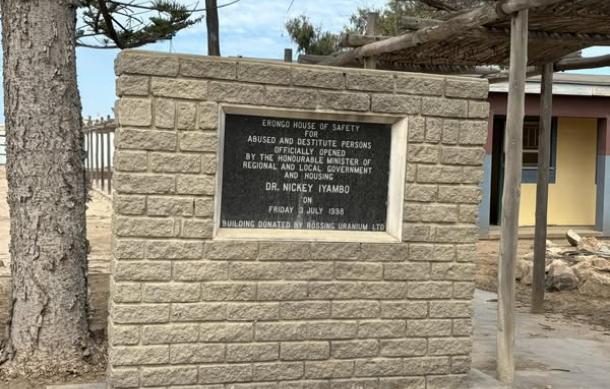 ERONGO HOUSE OF SAFETY
FOR
ABUSED AND DESTITUTE PERSONS
OFFICIALLY OPENED
BY THE HONOURABLE MINISTER OF
REGIONAL AND LOCAL GOVERNMENT
AND HOUSING
DR. NICKEY IYAMBO
ON
FRIDAY 3 JULY 1998
BUILDING DONATED BY RÖSSING URANIUM LTD